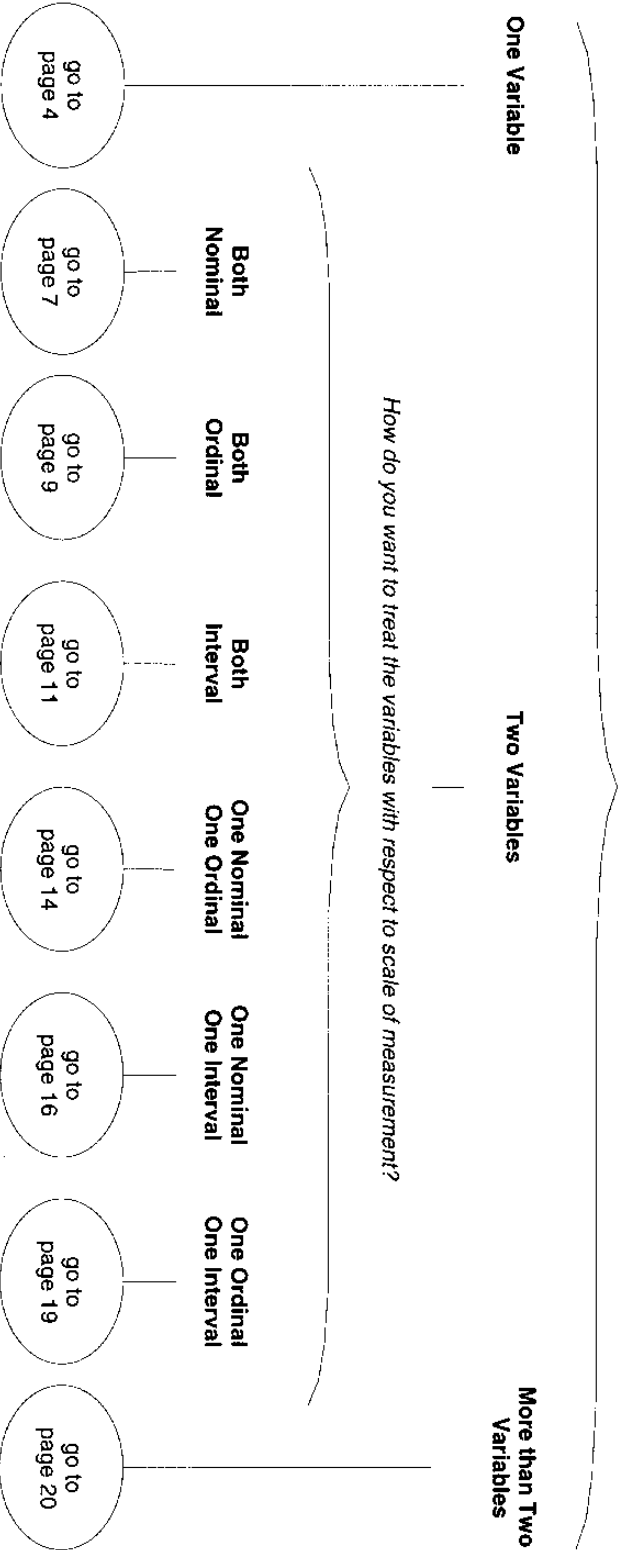 One Variable
Two Variables
More than Two
Variables
How do you want to treat the variables with respect to scale of measurement?
Both
Nominal
Both
Ordinal
Both
Interval
One Nominal
One Ordinal
One Nominal
One Interval
One Ordinal
One Interval
go to
page 4
go to
page 7
go to
page 9
go to
page 11
go to
page 14
go to
page 16
go to
page 19
go to
page 20